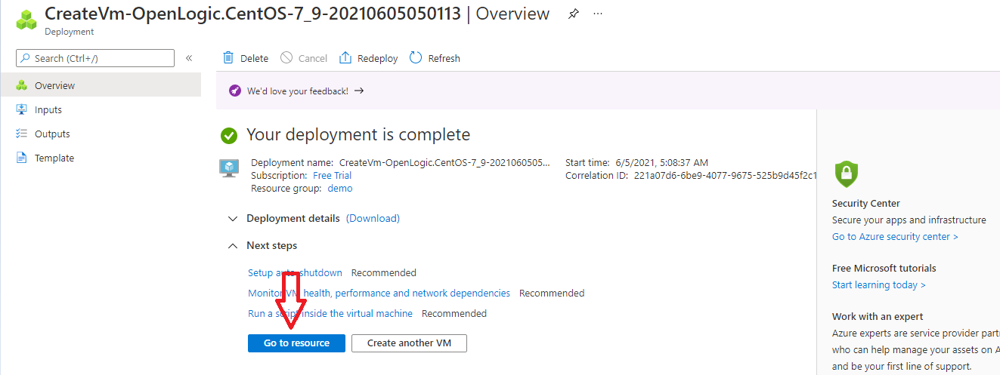 CreateVm-OpenLogic.CentOS-7_9-20210605050113 | Overview
Deployment
Search (Ctrl+/)
«
Delete
Cancel
Redeploy
Refresh
Overview
Inputs
Outputs
Template
We'd love your feedback! →
Your deployment is complete
Deployment name: CreateVm-OpenLogic.CentOS-7_9-2021060505...
Subscription: Free Trial
Resource group: demo
Start time: 6/5/2021, 5:08:37 AM
Correlation ID: 221a07d6-6be9-4077-9675-525b9d45f2c1
Deployment details (Download)
Next steps
Setup auto-shutdown Recommended
Monitor VM health, performance and network dependencies Recommended
Run a script inside the virtual machine Recommended
Go to resource
Create another VM
Security Center
Secure your apps and infrastructure
Go to Azure security center >
Free Microsoft tutorials
Start learning today >
Work with an expert
Azure experts are service provider part
who can help manage your assets on A
and be your first line of support.